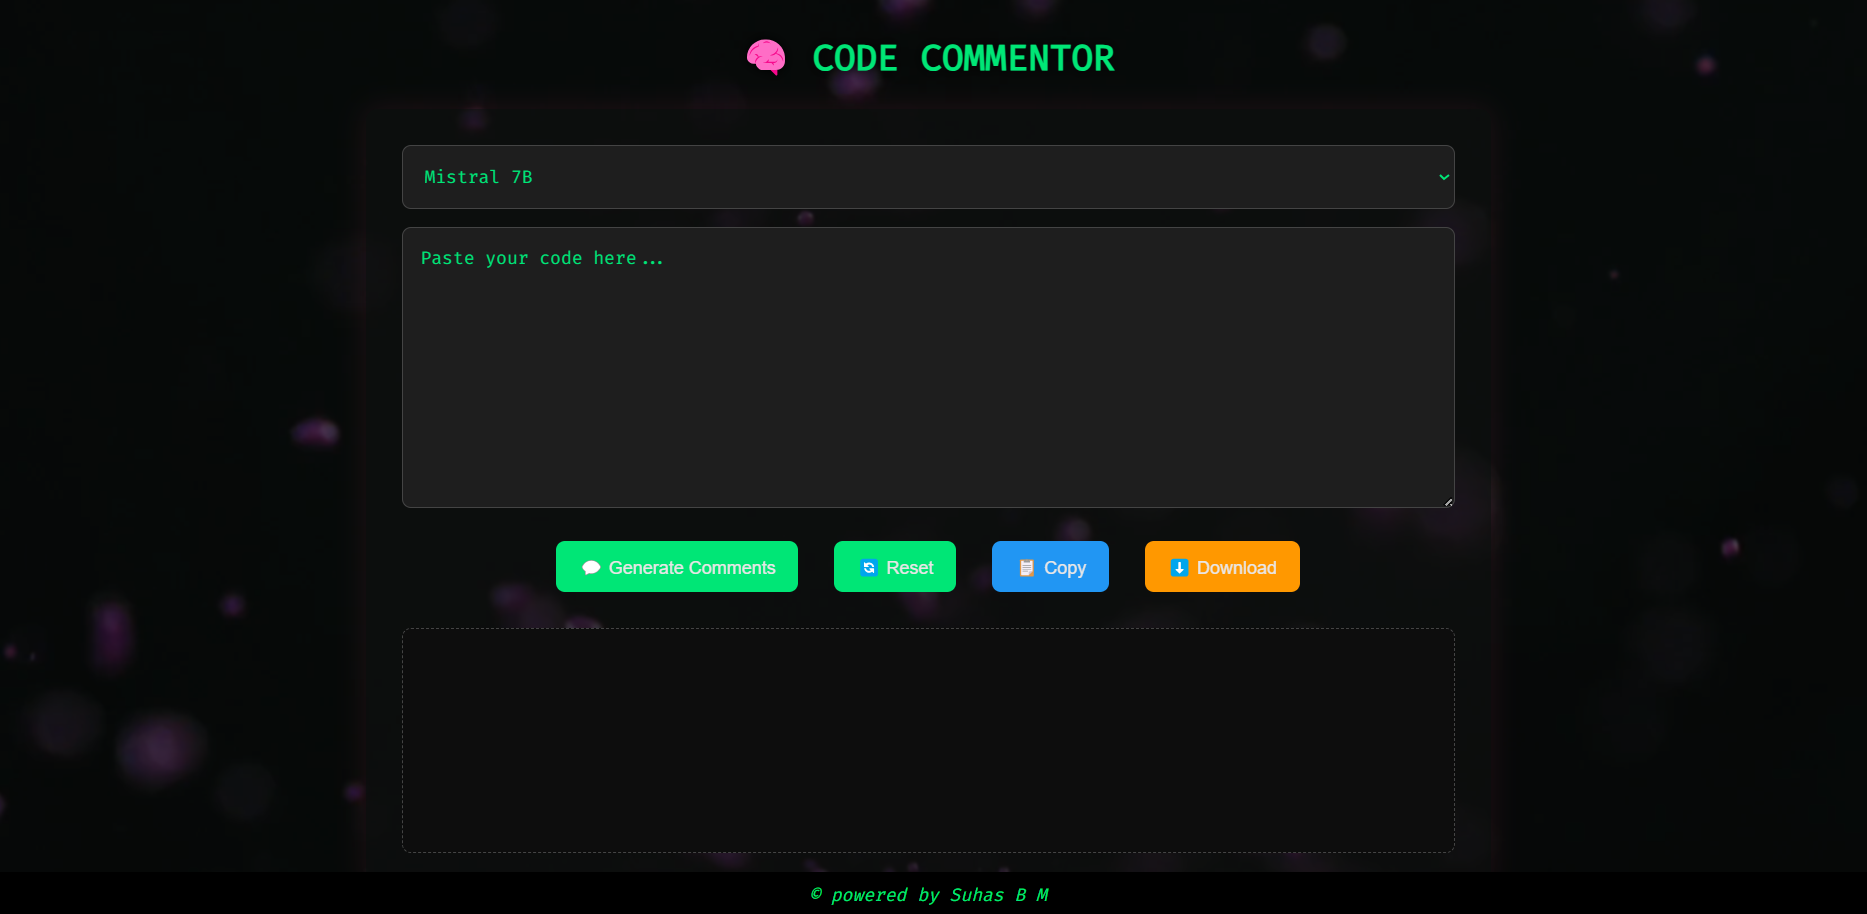 CODE COMMENTOR
Mistral 7B
Paste your code here...
Generate Comments
Reset
Copy
Download
© powered by Suhas B M